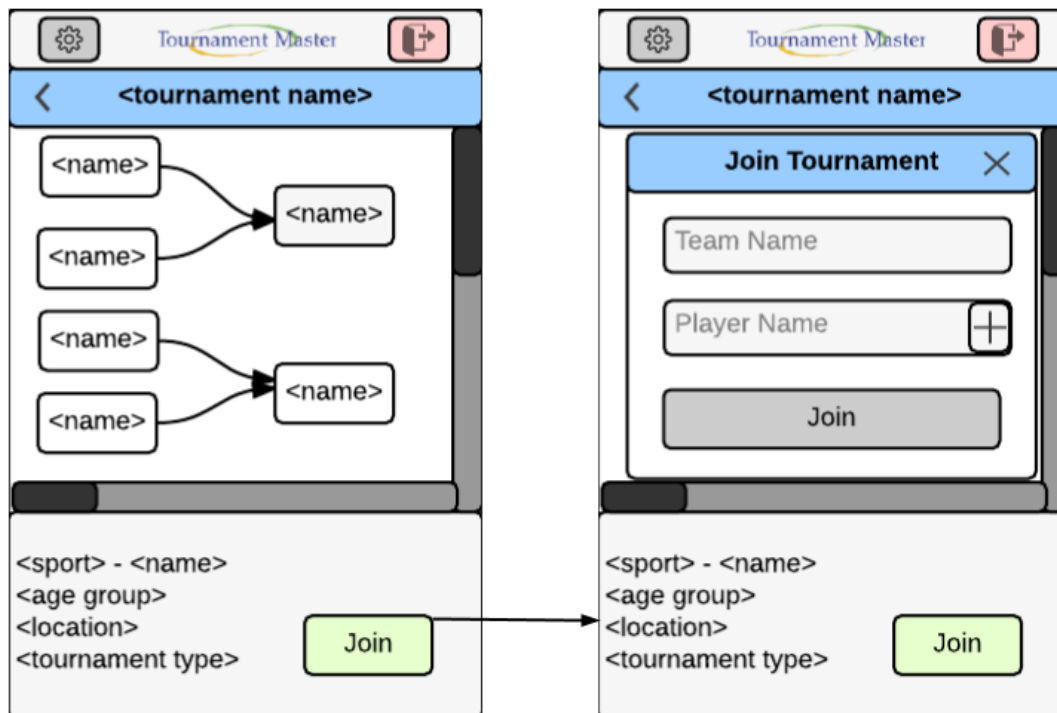 Tournament Master
<tournament name>
<name>
<name>
<name>
<name>
<name>
<name>
<sport> - <name>
<age group>
<location>
<tournament type>
Join
Tournament Master
<tournament name>
Join Tournament
Team Name
Player Name
Join
<sport> - <name>
<age group>
<location>
<tournament type>
Join